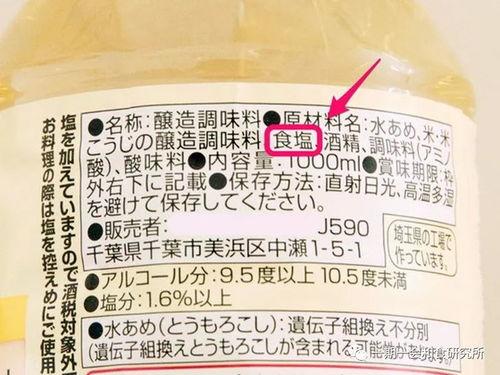 ●名称：醸造調味料●原材料名：水あめ、米・米
こうじの醸造調味料、食塩、酒精、調味料（アミノ
酸）、酸味料●内容量：1000ml●賞味期限：枠
外右下に記載●保存方法：直射日光、高温多湿
を避けて保存してください。
●販売者 J590
千葉県千葉市美浜区中瀬1-5-1
埼玉県の工場で
作っています。
●アルコール分：9.5度以上 10.5度未満
●塩分：1.6%以上
●水あめ（とうもろこし）：遺伝子組換え不分別
（遺伝子組換えとうもろこしが含まれる可能性が
塩を加えていますので酒税対象外
お料理の際は塩を控えめにご使用